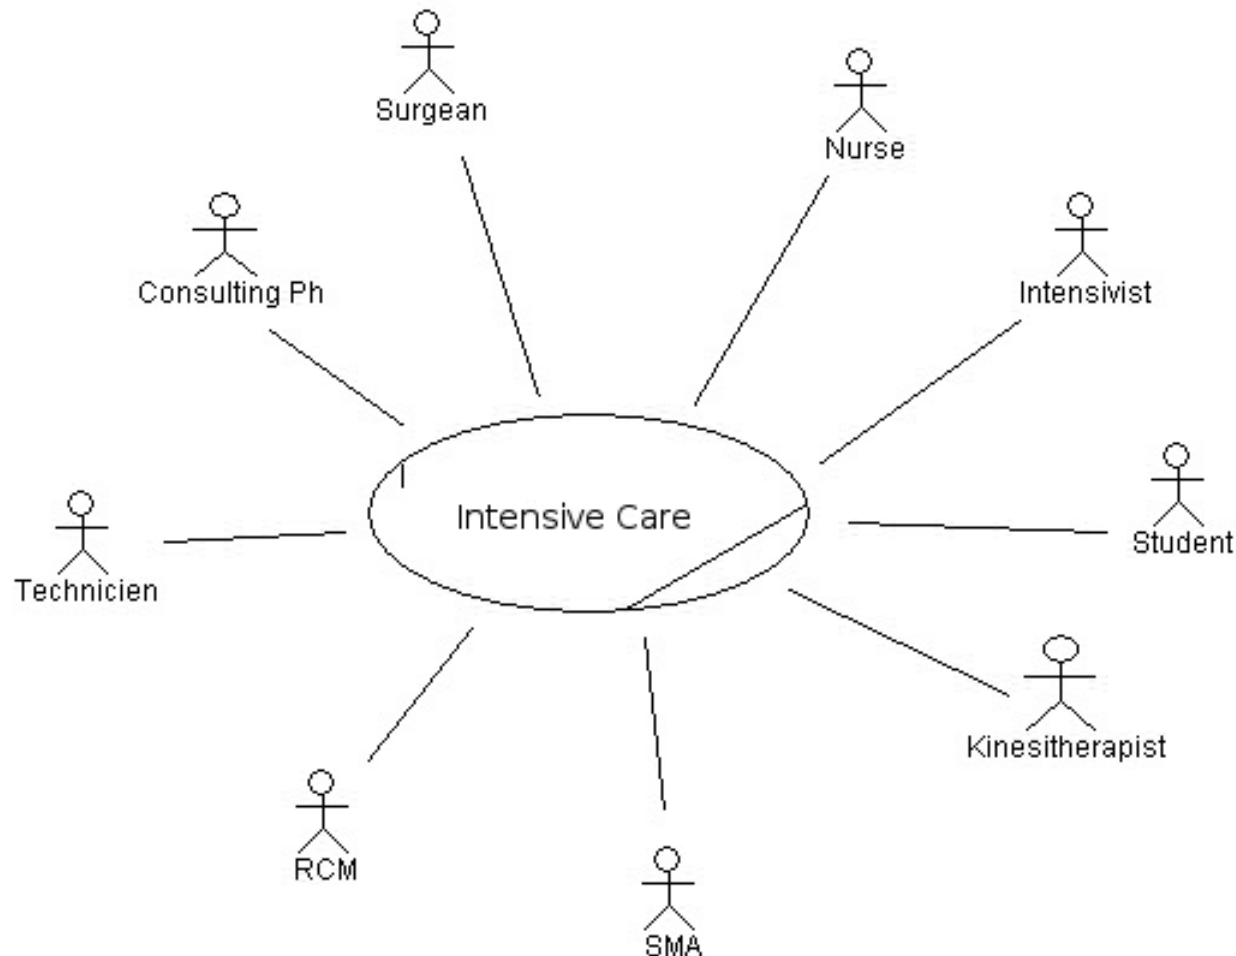 Surgean
Nurse
Consulting Ph
Intensivist
Intensive Care
Student
Technicien
Kinesitherapist
RCM
SMA